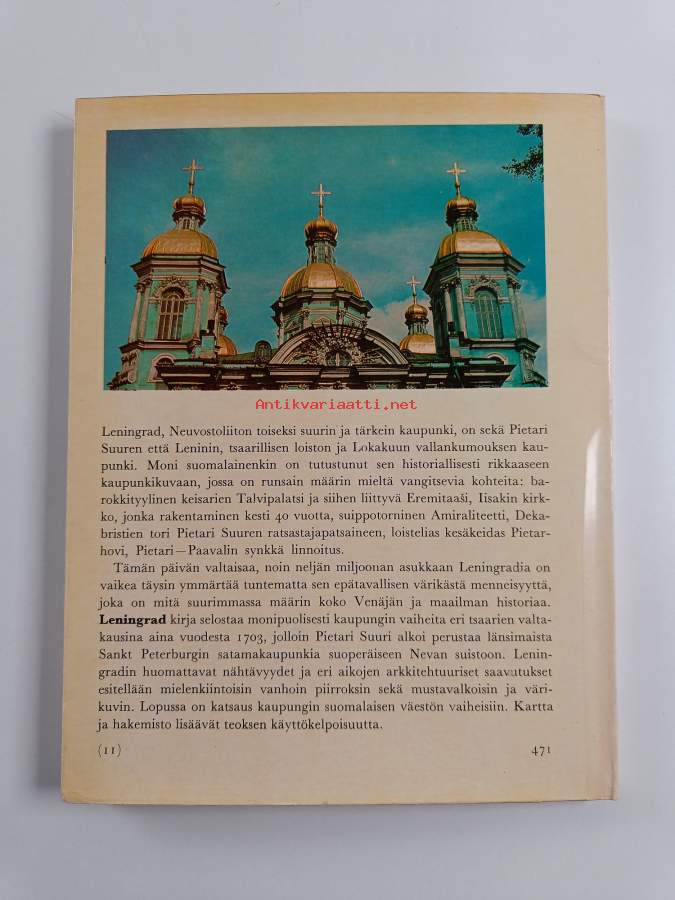 Antikvariaatti.net
Leningrad, Neuvostoliiton toiseksi suurin ja tärkein kaupunki, on sekä Pietari
Suuren että Leninin, tsaarillisen loiston ja Lokakuun vallankumouksen kau-
punki. Moni suomalainenkin on tutustunut sen historiallisesti rikkaaseen
kaupunkikuvaan, jossa on runsain määrin mieltä vangitsevia kohteita: ba-
rokkityylinen keisarien Talvipalatsi ja siihen liittyvä Eremitaaši, Iisakin kirk-
ko, jonka rakentaminen kesti 40 vuotta, suippotorninen Amiraliteetti, Deka-
bristien tori Pietari Suuren ratsastajapatsaineen, loistelias kesäkeidas Pietar-
hovi, Pietari—Paavalin synkkä linnoitus.
Tämän päivän valtaisaa, noin neljän miljoonan asukkaan Leningradia on
vaikea täysin ymmärtää tuntematta sen epätavallisen värikästä menneisyyttä,
joka on mitä suurimmassa määrin koko Venäjän ja maailman historiaa.
Leningrad kirja selostaa monipuolisesti kaupungin vaiheita eri tsaarien valta-
kausina aina vuodesta 1703, jolloin Pietari Suuri alkoi perustaa länsimaista
Sankt Peterburgin satamakaupunkia suoperäiseen Nevan suistoon. Lenin-
gradin huomattavat nähtävyydet ja eri aikojen arkkitehtuuriset saavutukset
esitellään mielenkiintoisin vanhoin piirroksin sekä mustavalkoisin ja väri-
kuvin. Lopussa on katsaus kaupungin suomalaisen väestön vaiheisiin. Kartta
ja hakemisto lisäävät teoksen käyttökelpoisuutta.
(11) 471